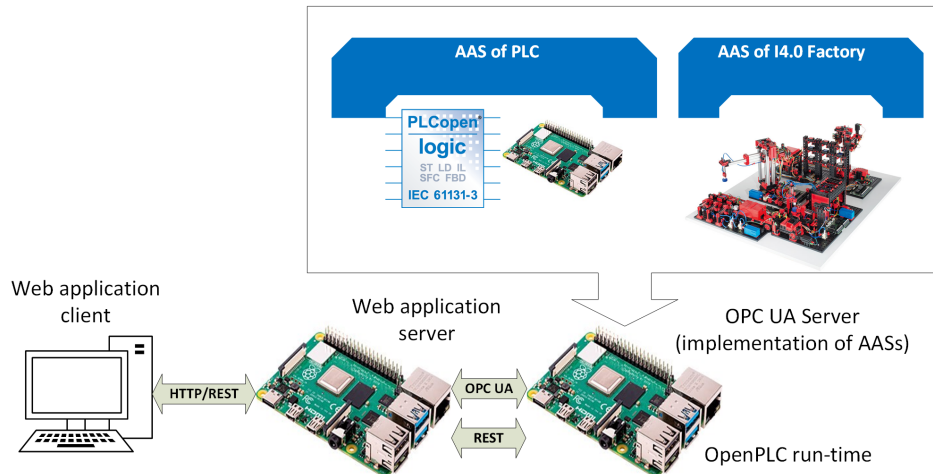 AAS of PLC
AAS of I4.0 Factory
PLCopen®
logic
ST LD IL
SFC FBD
IEC 61131-3
Web application
client
Web application
server
OPC UA Server
(implementation of AASs)
HTTP/REST
OPC UA
REST
HDMI
OpenPLC run-time